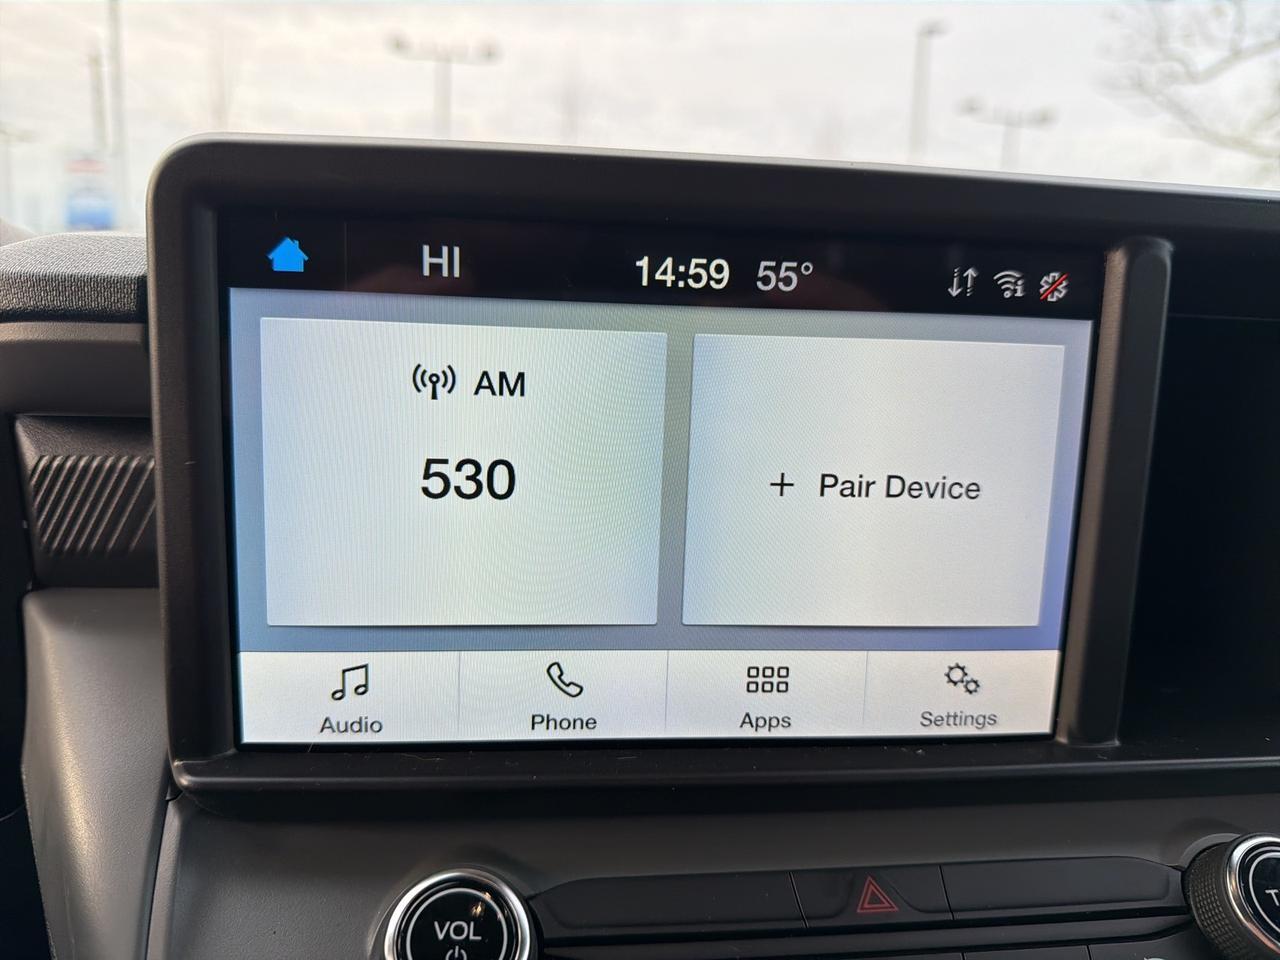 HI 14:59 55°
AM
530
+ Pair Device
Audio Phone Apps Settings
VOL